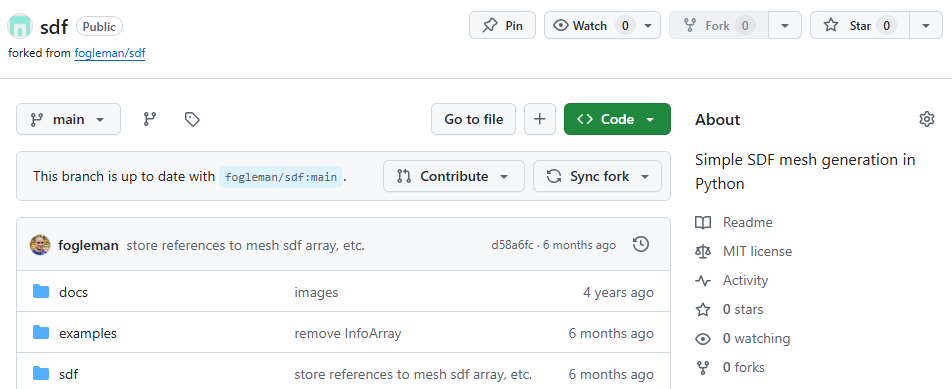 sdf Public Pin Watch 0 Fork 0 Star 0
forked from fogleman/sdf
main Go to file Code
This branch is up to date with fogleman/sdf:main. Contribute Sync fork
fogleman store references to mesh sdf array, etc. d58a6fc · 6 months ago
docs images 4 years ago
examples remove InfoArray 6 months ago
sdf store references to mesh sdf array, etc. 6 months ago
About
Simple SDF mesh generation in
Python
Readme
MIT license
Activity
0 stars
0 watching
0 forks